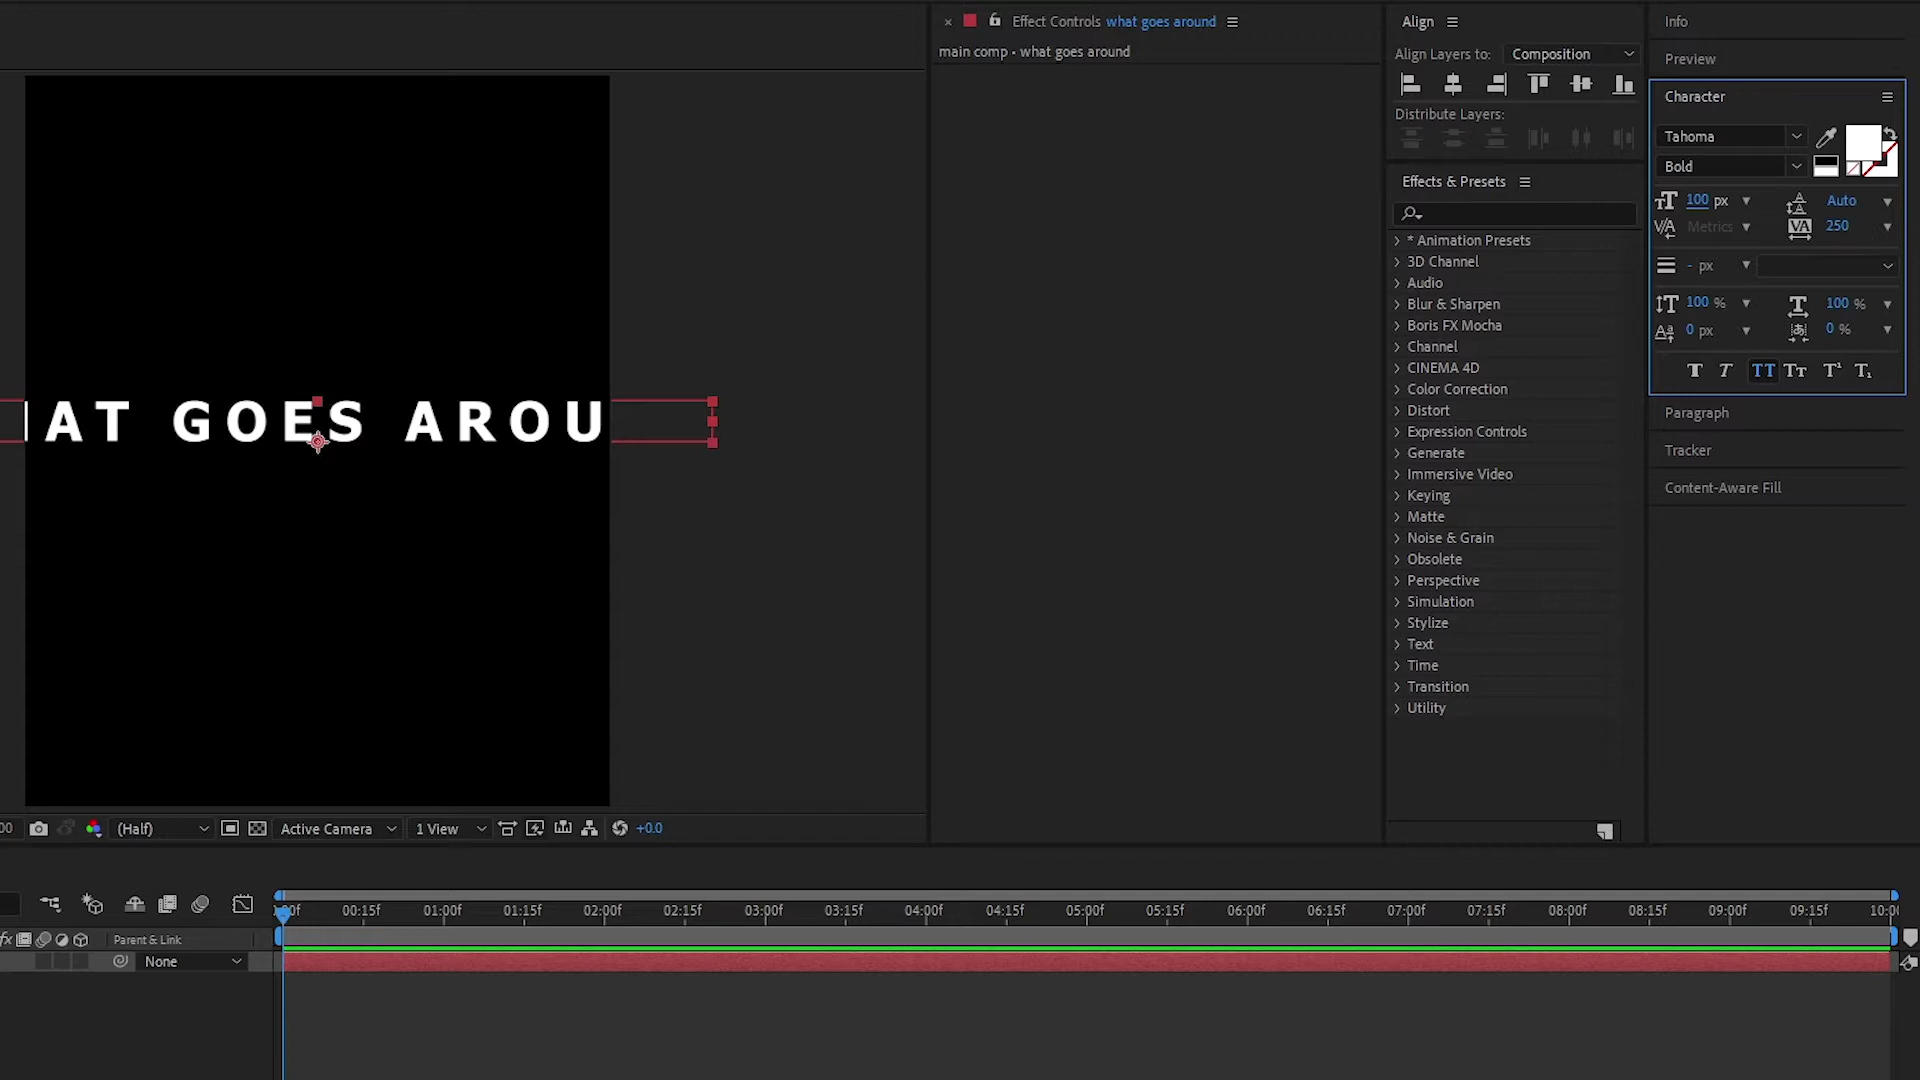 Effect Controls what goes around
main comp • what goes around
AT GOES AROU
00
(Half)
Active Camera
1 View
+0.0
Align
Align Layers to:
Composition
Distribute Layers:
Effects & Presets
* Animation Presets
3D Channel
Audio
Blur & Sharpen
Boris FX Mocha
Channel
CINEMA 4D
Color Correction
Distort
Expression Controls
Generate
Immersive Video
Keying
Matte
Noise & Grain
Obsolete
Perspective
Simulation
Stylize
Text
Time
Transition
Utility
Info
Preview
Character
Tahoma
Bold
100 px
Auto
Metrics
250
- px
100 %
100 %
0 px
0 %
Paragraph
Tracker
Content-Aware Fill
00f 00:15f 01:00f 01:15f 02:00f 02:15f 03:00f 03:15f 04:00f 04:15f 05:00f 05:15f 06:00f 06:15f 07:00f 07:15f 08:00f 08:15f 09:00f 09:15f 10:00
fx
Parent & Link
None